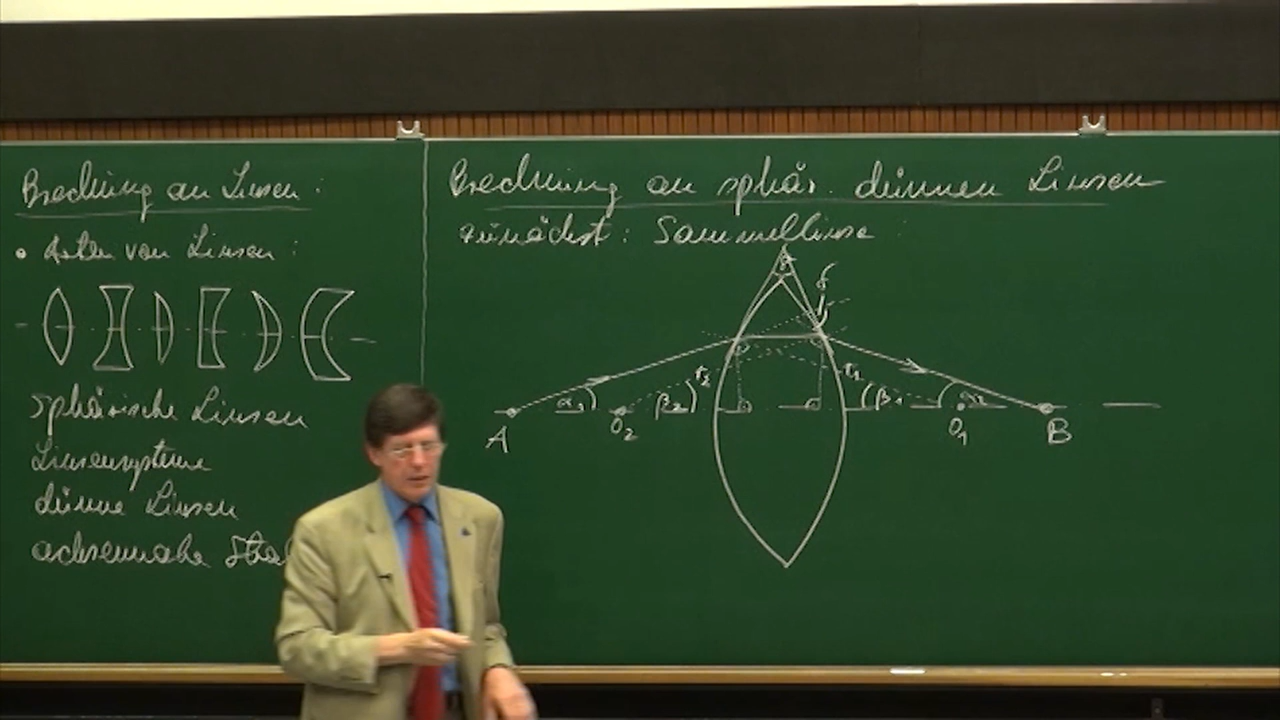 Brechung an Linsen :
• Arten von Linsen :
sphärische Linsen
Linsensysteme
dünne Linsen
achsennahe
Brechung an sphär. dünnen Linsen
zunächst : Sammellinse :
γ
δ
r₂ r₁
α₁ β₂ β₁ α₂
A O₂ O₁ B